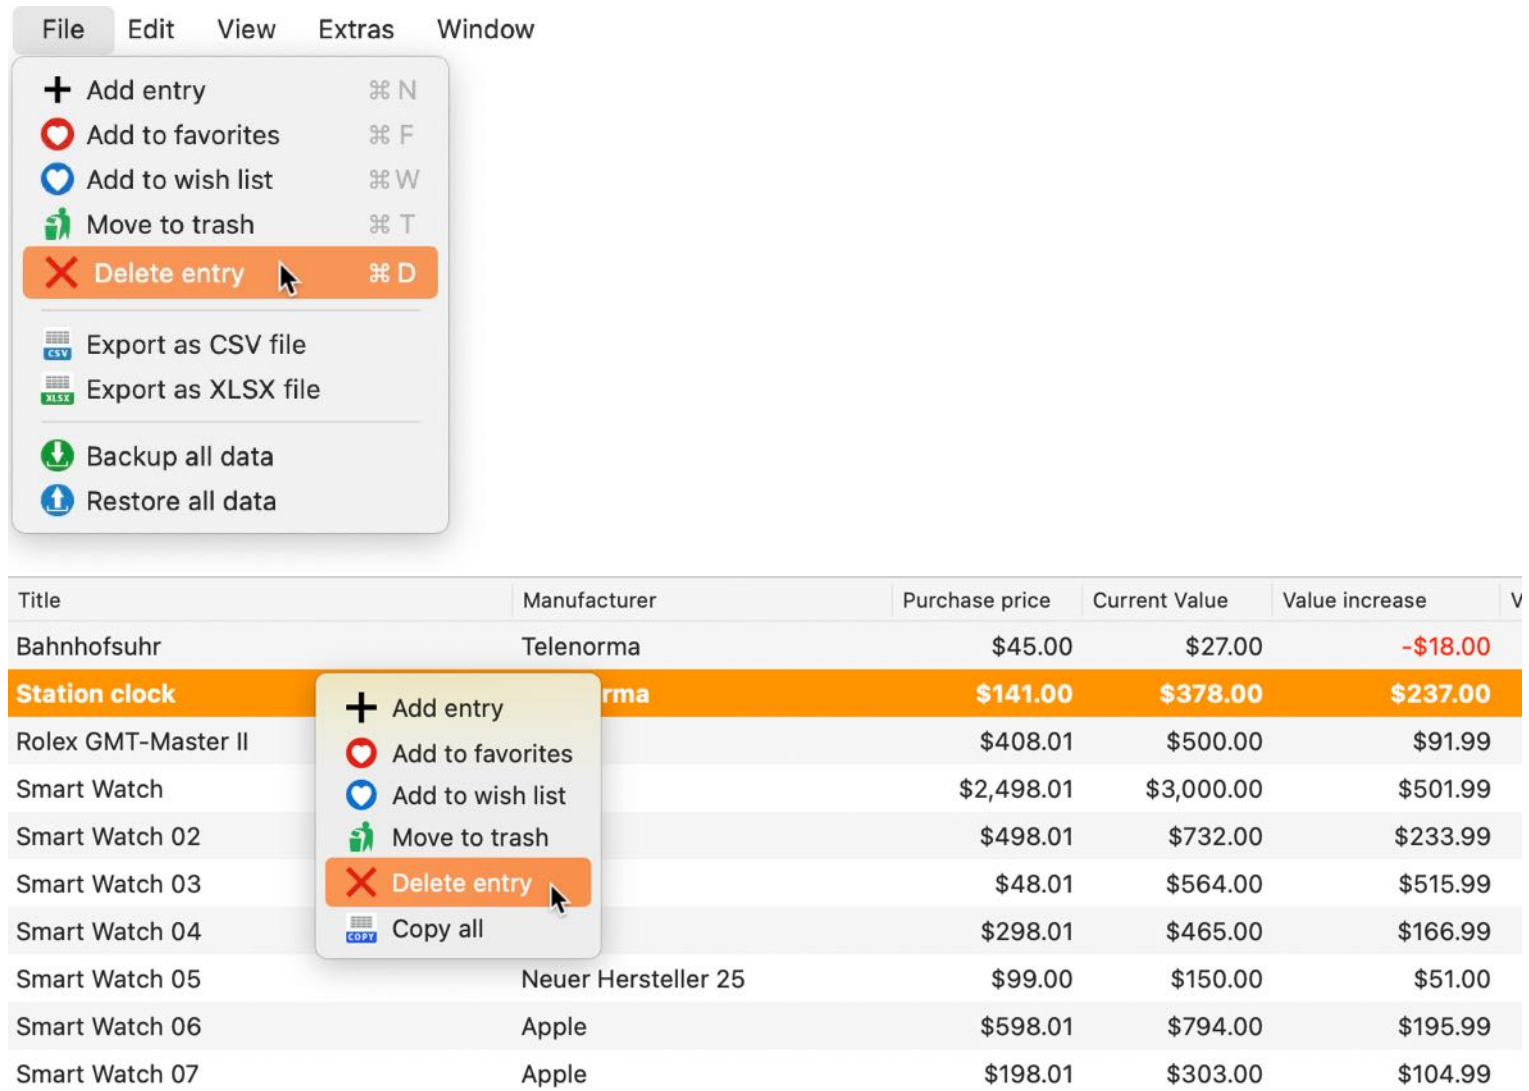 File Edit View Extras Window
Add entry ⌘ N
Add to favorites ⌘ F
Add to wish list ⌘ W
Move to trash ⌘ T
Delete entry ⌘ D
CSV Export as CSV file
XLSX Export as XLSX file
Backup all data
Restore all data
Title Manufacturer Purchase price Current Value Value increase V
Bahnhofsuhr Telenorma $45.00 $27.00 -$18.00
Station clock rma $141.00 $378.00 $237.00
Add entry
Rolex GMT-Master II $408.01 $500.00 $91.99
Add to favorites
Smart Watch $2,498.01 $3,000.00 $501.99
Add to wish list
Smart Watch 02 $498.01 $732.00 $233.99
Move to trash
Smart Watch 03 $48.01 $564.00 $515.99
Delete entry
Smart Watch 04 $298.01 $465.00 $166.99
COPY Copy all
Smart Watch 05 Neuer Hersteller 25 $99.00 $150.00 $51.00
Smart Watch 06 Apple $598.01 $794.00 $195.99
Smart Watch 07 Apple $198.01 $303.00 $104.99